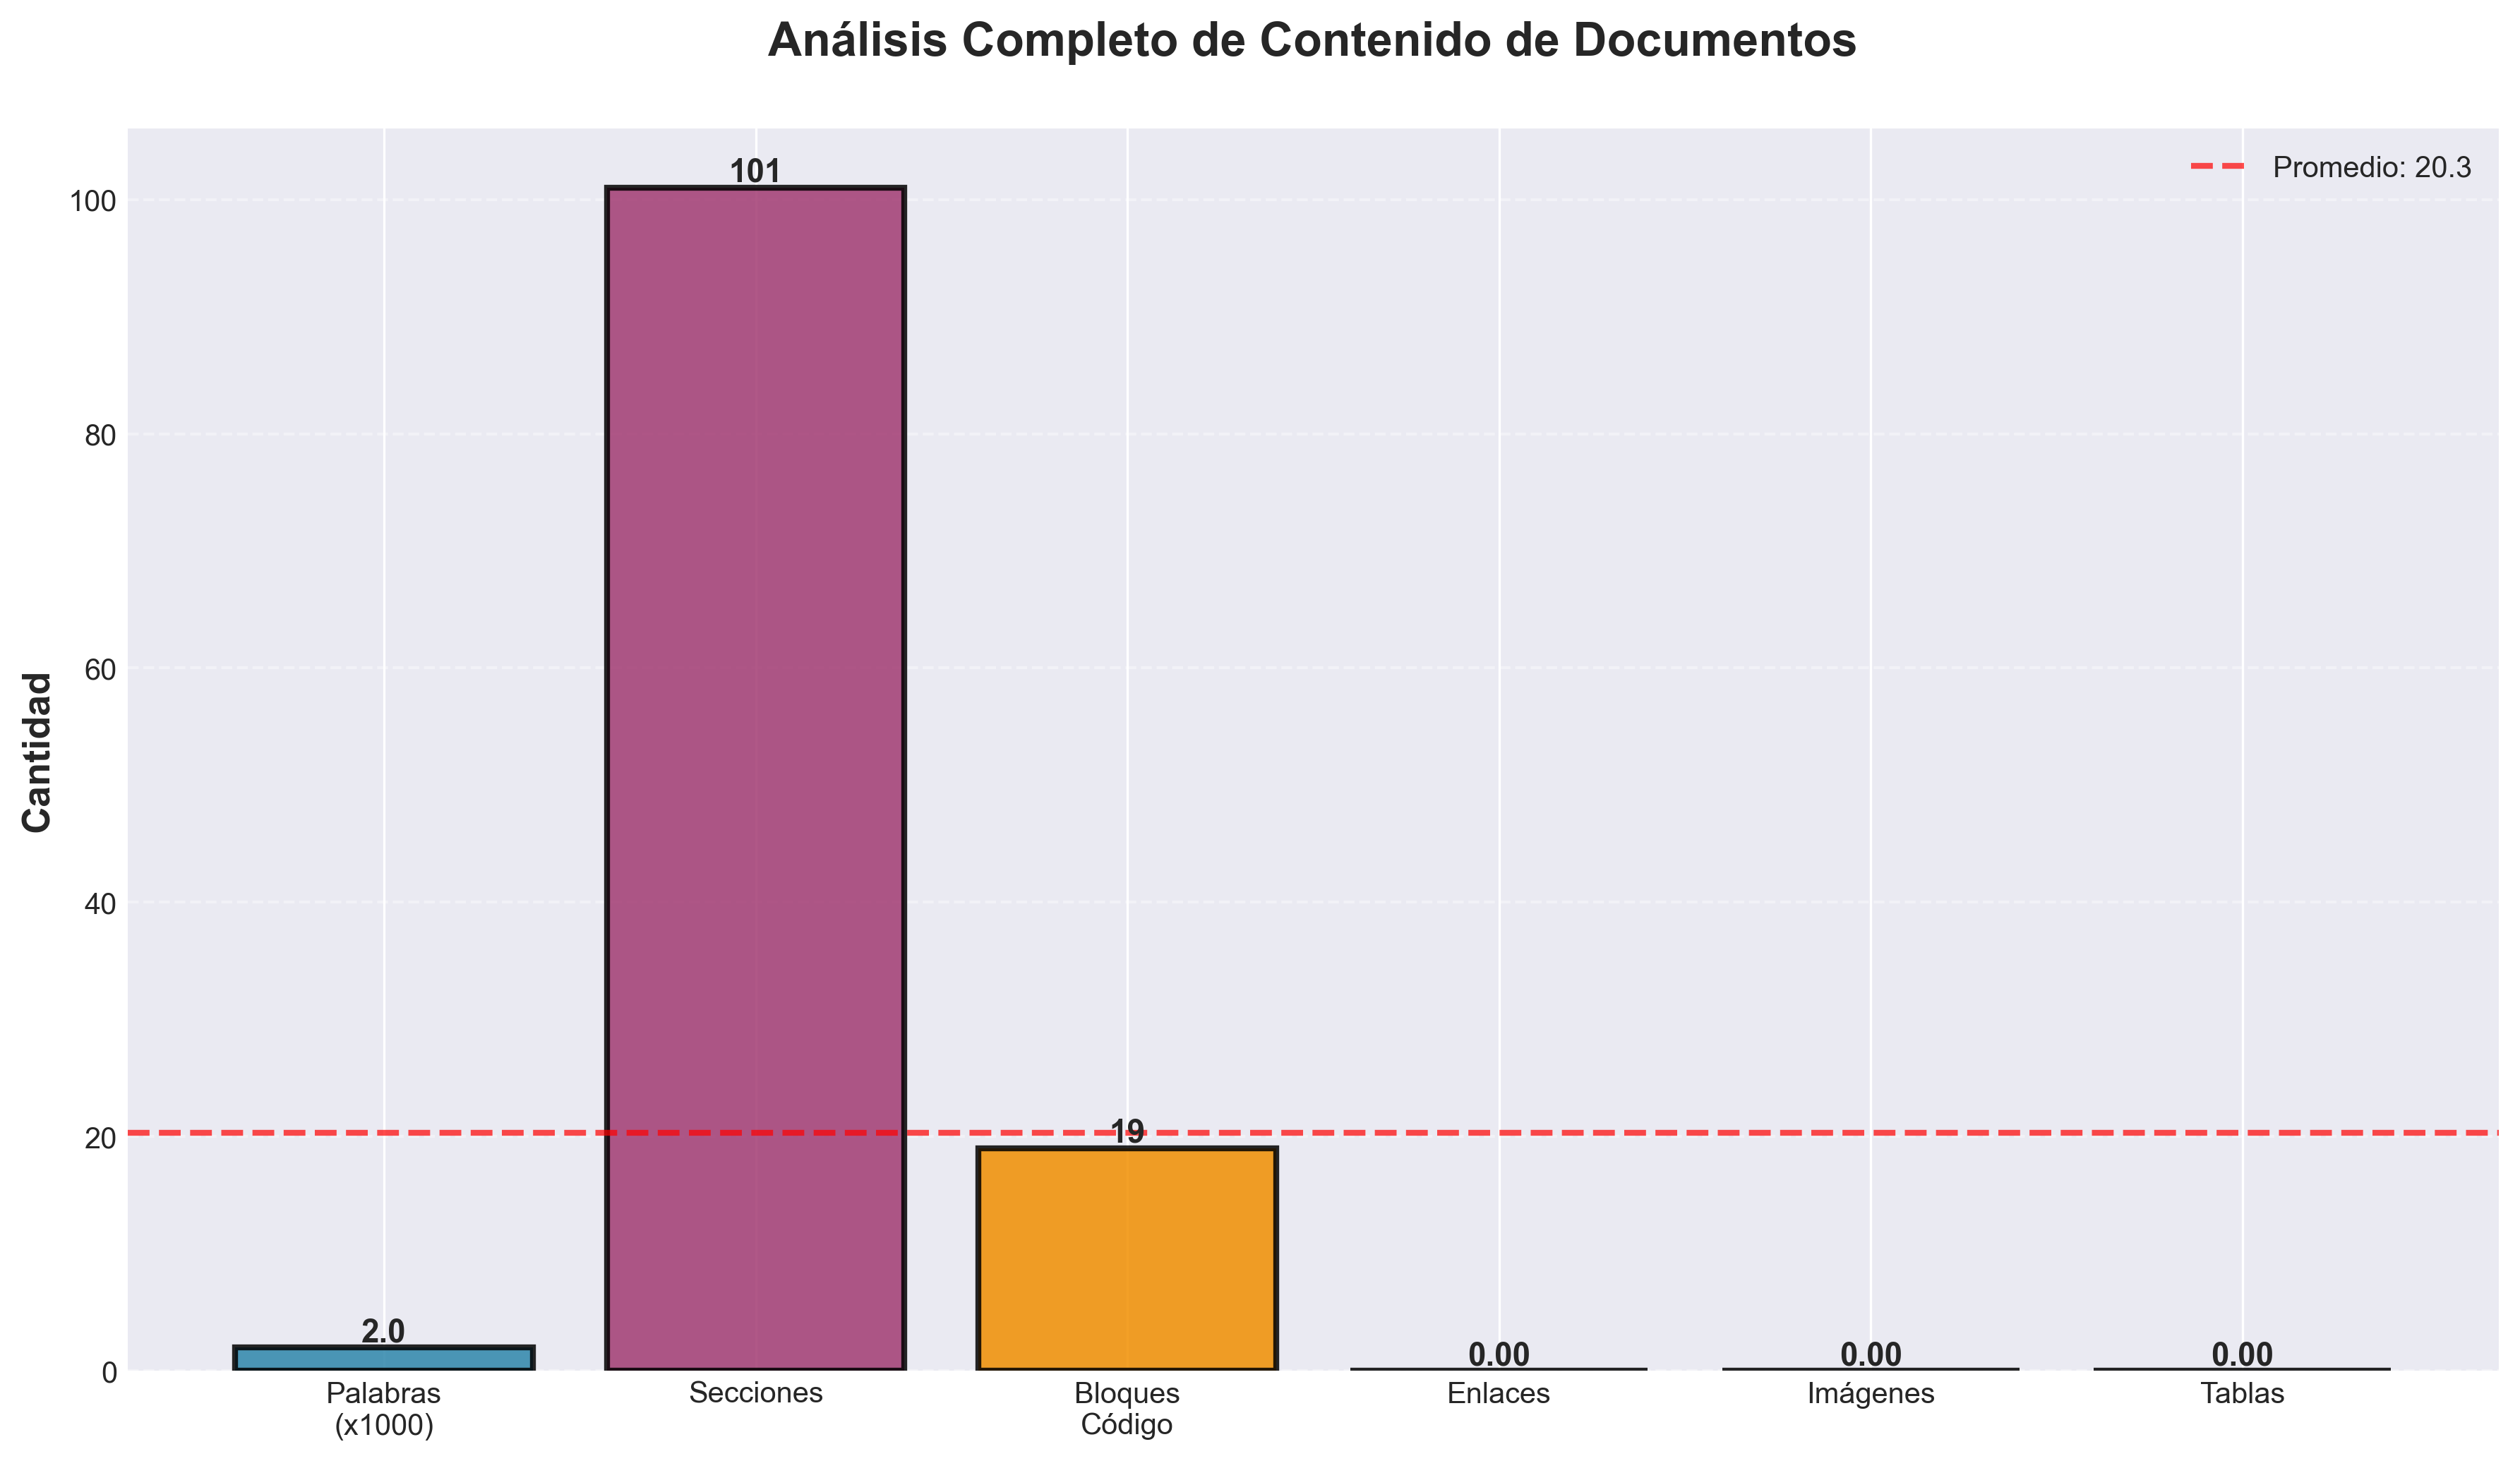 Análisis Completo de Contenido de Documentos
Promedio: 20.3
Cantidad
100
80
60
40
20
0
2.0
101
19
0.00
0.00
0.00
Palabras
(x1000)
Secciones
Bloques
Código
Enlaces
Imágenes
Tablas